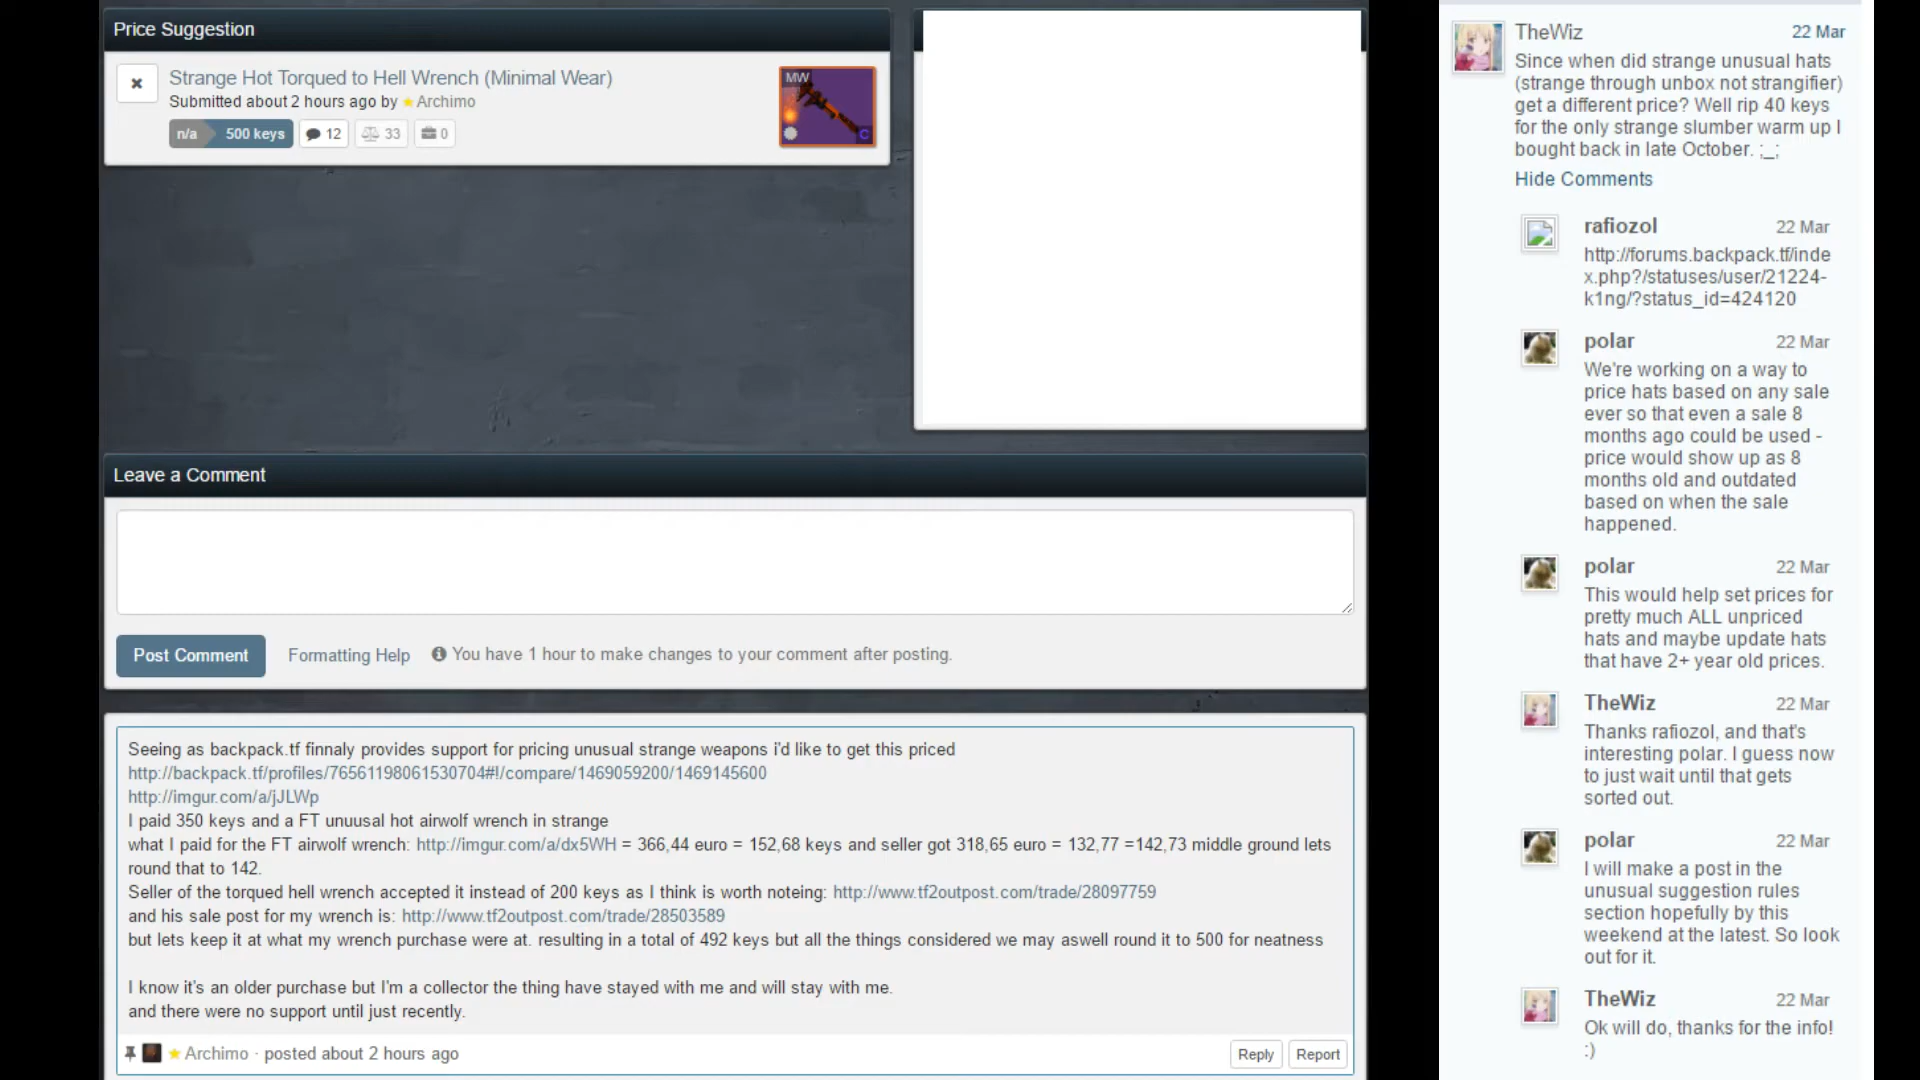 Price Suggestion
Strange Hot Torqued to Hell Wrench (Minimal Wear)
Submitted about 2 hours ago by Archimo
n/a 500 keys 12 33 0
MW
C
Leave a Comment
Post Comment Formatting Help You have 1 hour to make changes to your comment after posting.
Seeing as backpack.tf finnaly provides support for pricing unusual strange weapons i'd like to get this priced
http://backpack.tf/profiles/76561198061530704#!/compare/1469059200/1469145600
http://imgur.com/a/jJLWp
I paid 350 keys and a FT unuusal hot airwolf wrench in strange
what I paid for the FT airwolf wrench: http://imgur.com/a/dx5WH = 366,44 euro = 152,68 keys and seller got 318,65 euro = 132,77 =142,73 middle ground lets
round that to 142.
Seller of the torqued hell wrench accepted it instead of 200 keys as I think is worth noteing: http://www.tf2outpost.com/trade/28097759
and his sale post for my wrench is: http://www.tf2outpost.com/trade/28503589
but lets keep it at what my wrench purchase were at. resulting in a total of 492 keys but all the things considered we may aswell round it to 500 for neatness
I know it's an older purchase but I'm a collector the thing have stayed with me and will stay with me.
and there were no support until just recently.
Archimo · posted about 2 hours ago
Reply Report
TheWiz 22 Mar
Since when did strange unusual hats
(strange through unbox not strangifier)
get a different price? Well rip 40 keys
for the only strange slumber warm up I
bought back in late October. ;_;
Hide Comments
rafiozol 22 Mar
http://forums.backpack.tf/inde
x.php?/statuses/user/21224-
k1ng/?status_id=424120
polar 22 Mar
We're working on a way to
price hats based on any sale
ever so that even a sale 8
months ago could be used -
price would show up as 8
months old and outdated
based on when the sale
happened.
polar 22 Mar
This would help set prices for
pretty much ALL unpriced
hats and maybe update hats
that have 2+ year old prices.
TheWiz 22 Mar
Thanks rafiozol, and that's
interesting polar. I guess now
to just wait until that gets
sorted out.
polar 22 Mar
I will make a post in the
unusual suggestion rules
section hopefully by this
weekend at the latest. So look
out for it.
TheWiz 22 Mar
Ok will do, thanks for the info!
:)